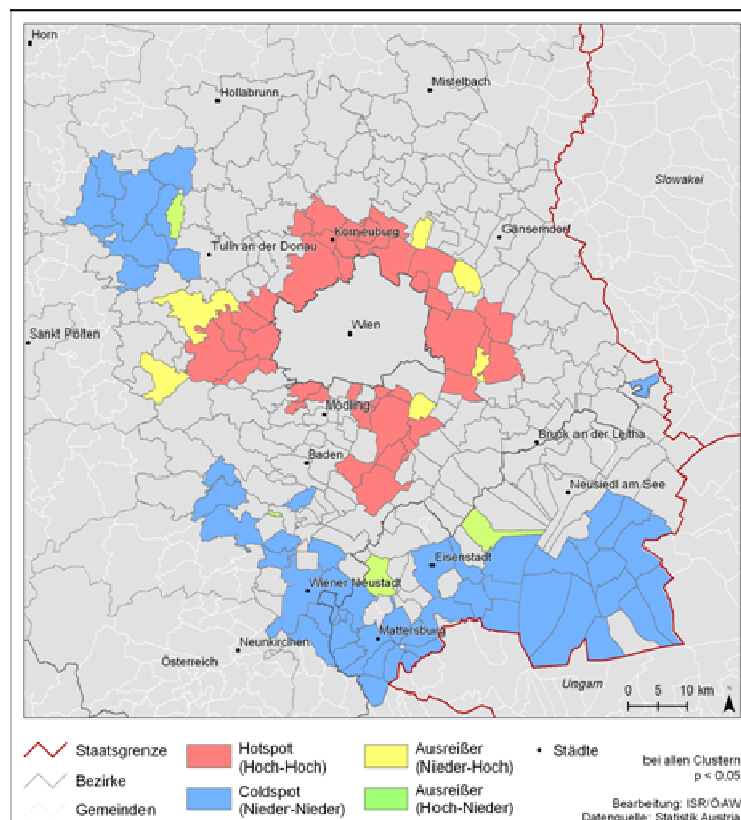 Horn
Mistelbach
Hollabrunn
Slowakei
Korneuburg
Gänserndorf
Tulln an der Donau
Wien
Sankt Pölten
Mödling
Bruck an der Leitha
Baden
Neusiedl am See
Eisenstadt
Wiener Neustadt
Mattersburg
Neunkirchen
Österreich
Ungarn
0 5 10 km
N
Staatsgrenze
Bezirke
Gemeinden
Hotspot
(Hoch-Hoch)
Coldspot
(Nieder-Nieder)
Ausreißer
(Nieder-Hoch)
Ausreißer
(Hoch-Nieder)
Städte
bei allen Clustern
p < 0,05
Bearbeitung: ISR/ÖAW
Datenquelle: Statistik Austria